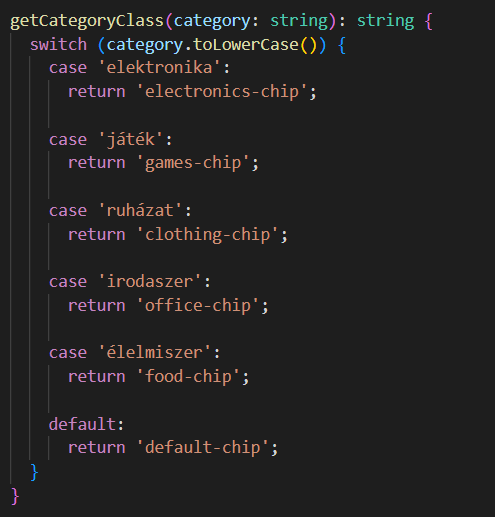 getCategoryClass(category: string): string {
switch (category.toLowerCase()) {
case 'elektronika':
return 'electronics-chip';
case 'játék':
return 'games-chip';
case 'ruházat':
return 'clothing-chip';
case 'irodaszer':
return 'office-chip';
case 'élelmiszer':
return 'food-chip';
default:
return 'default-chip';
}
}